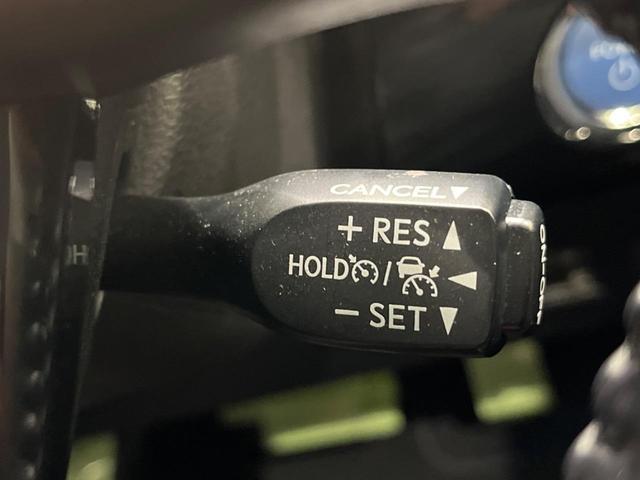 CANCEL▼
+ RES ▲
HOLD / ◀
− SET ▼
ON-OFF